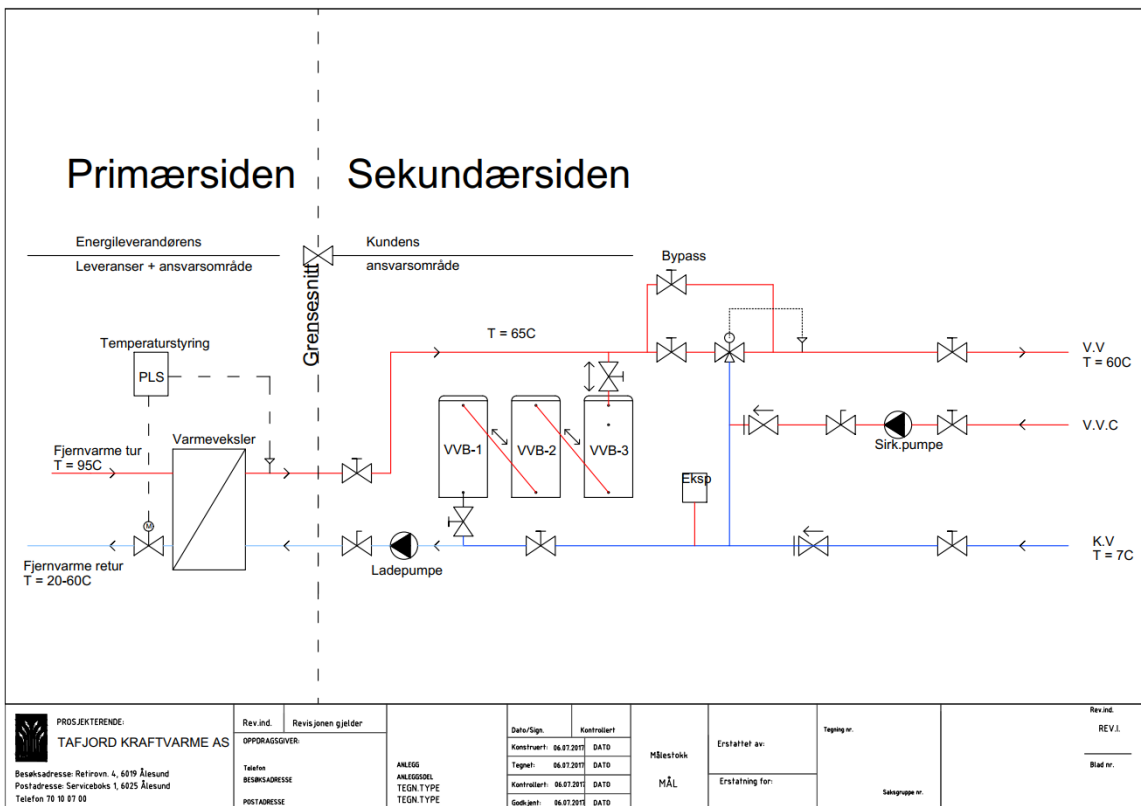 Primærsiden
Sekundærsiden
Energileverandørens
Leveranser + ansvarsområde
Kundens
ansvarsområde
Grensesnitt
Bypass
T = 65C
Temperaturstyring
PLS
V.V
T = 60C
Varmeveksler
Fjernvarme tur
T = 95C
VVB-1
VVB-2
VVB-3
V.V.C
Sirk.pumpe
Eksp
M
Ladepumpe
Fjernvarme retur
T = 20-60C
K.V
T = 7C
PROSJEKTERENDE:
TAFJORD KRAFTVARME AS
Besøksadresse: Retirovn. 4, 6019 Ålesund
Postadresse: Serviceboks 1, 6025 Ålesund
Telefon 70 10 07 00
Rev.ind.
Revisjonen gjelder
OPPDRAGSGIVER:
Telefon
BESØKSADRESSE
POSTADRESSE
ANLEGG
ANLEGGSDEL
TEGN.TYPE
TEGN.TYPE
Dato/Sign.
Kontrollert
Konstruert: 06.07.2017 DATO
Tegnet: 06.07.2017 DATO
Kontrollert: 06.07.2017 DATO
Godkjent: 06.07.2017 DATO
Målestokk
MÅL
Erstattet av:
Erstatning for:
Tegning nr.
Saksgruppe nr.
Rev.ind.
REV.I.
Blad nr.